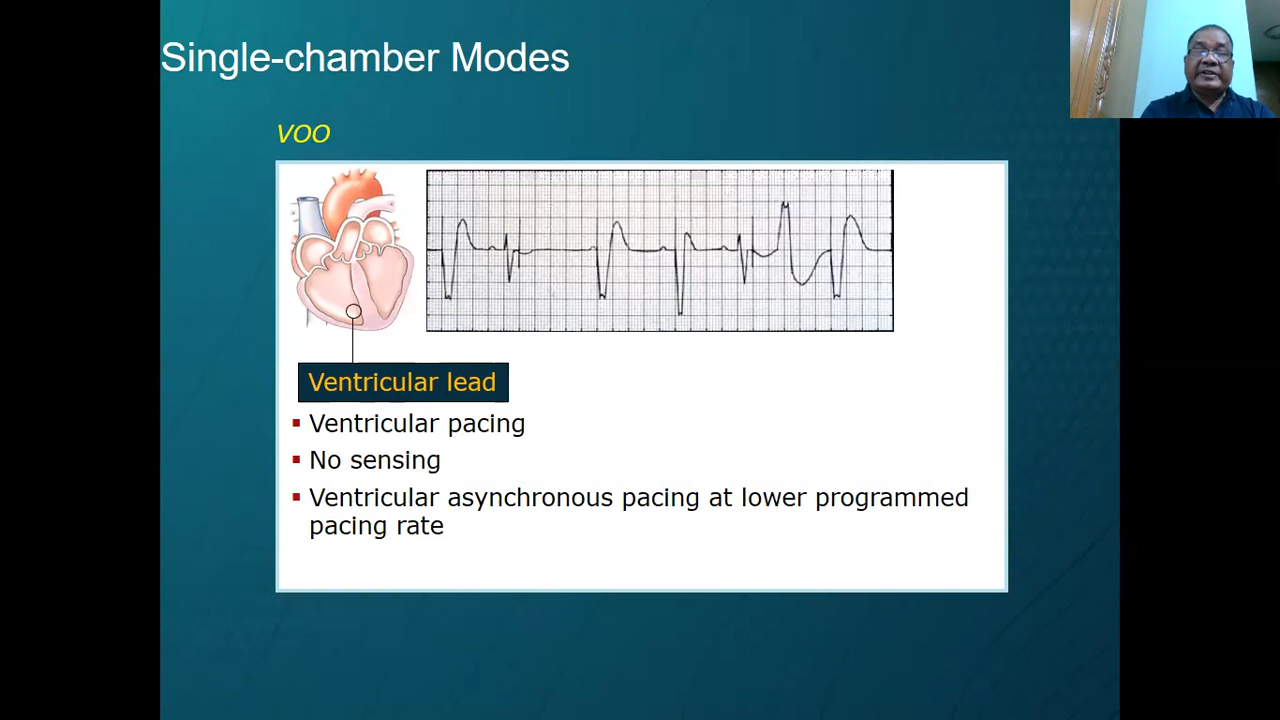 Single-chamber Modes
VOO
Ventricular lead
Ventricular pacing
No sensing
Ventricular asynchronous pacing at lower programmed
pacing rate